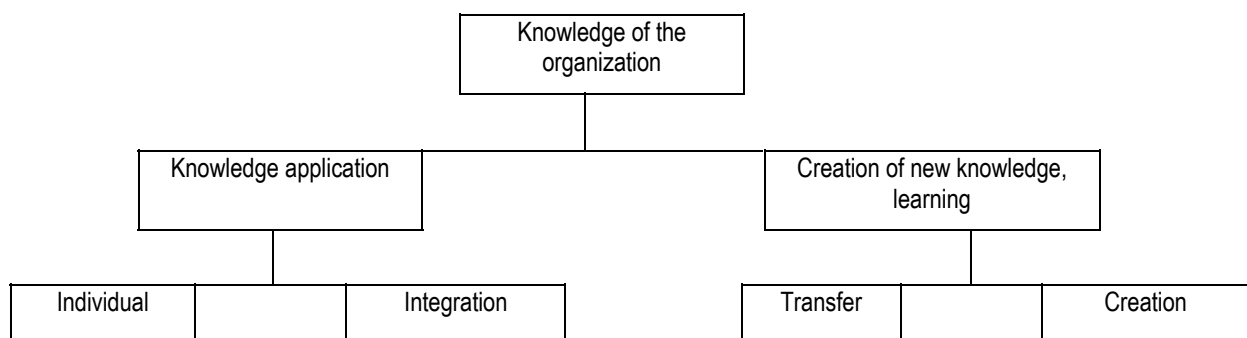 Knowledge of the
organization
Knowledge application
Creation of new knowledge,
learning
Individual
Integration
Transfer
Creation